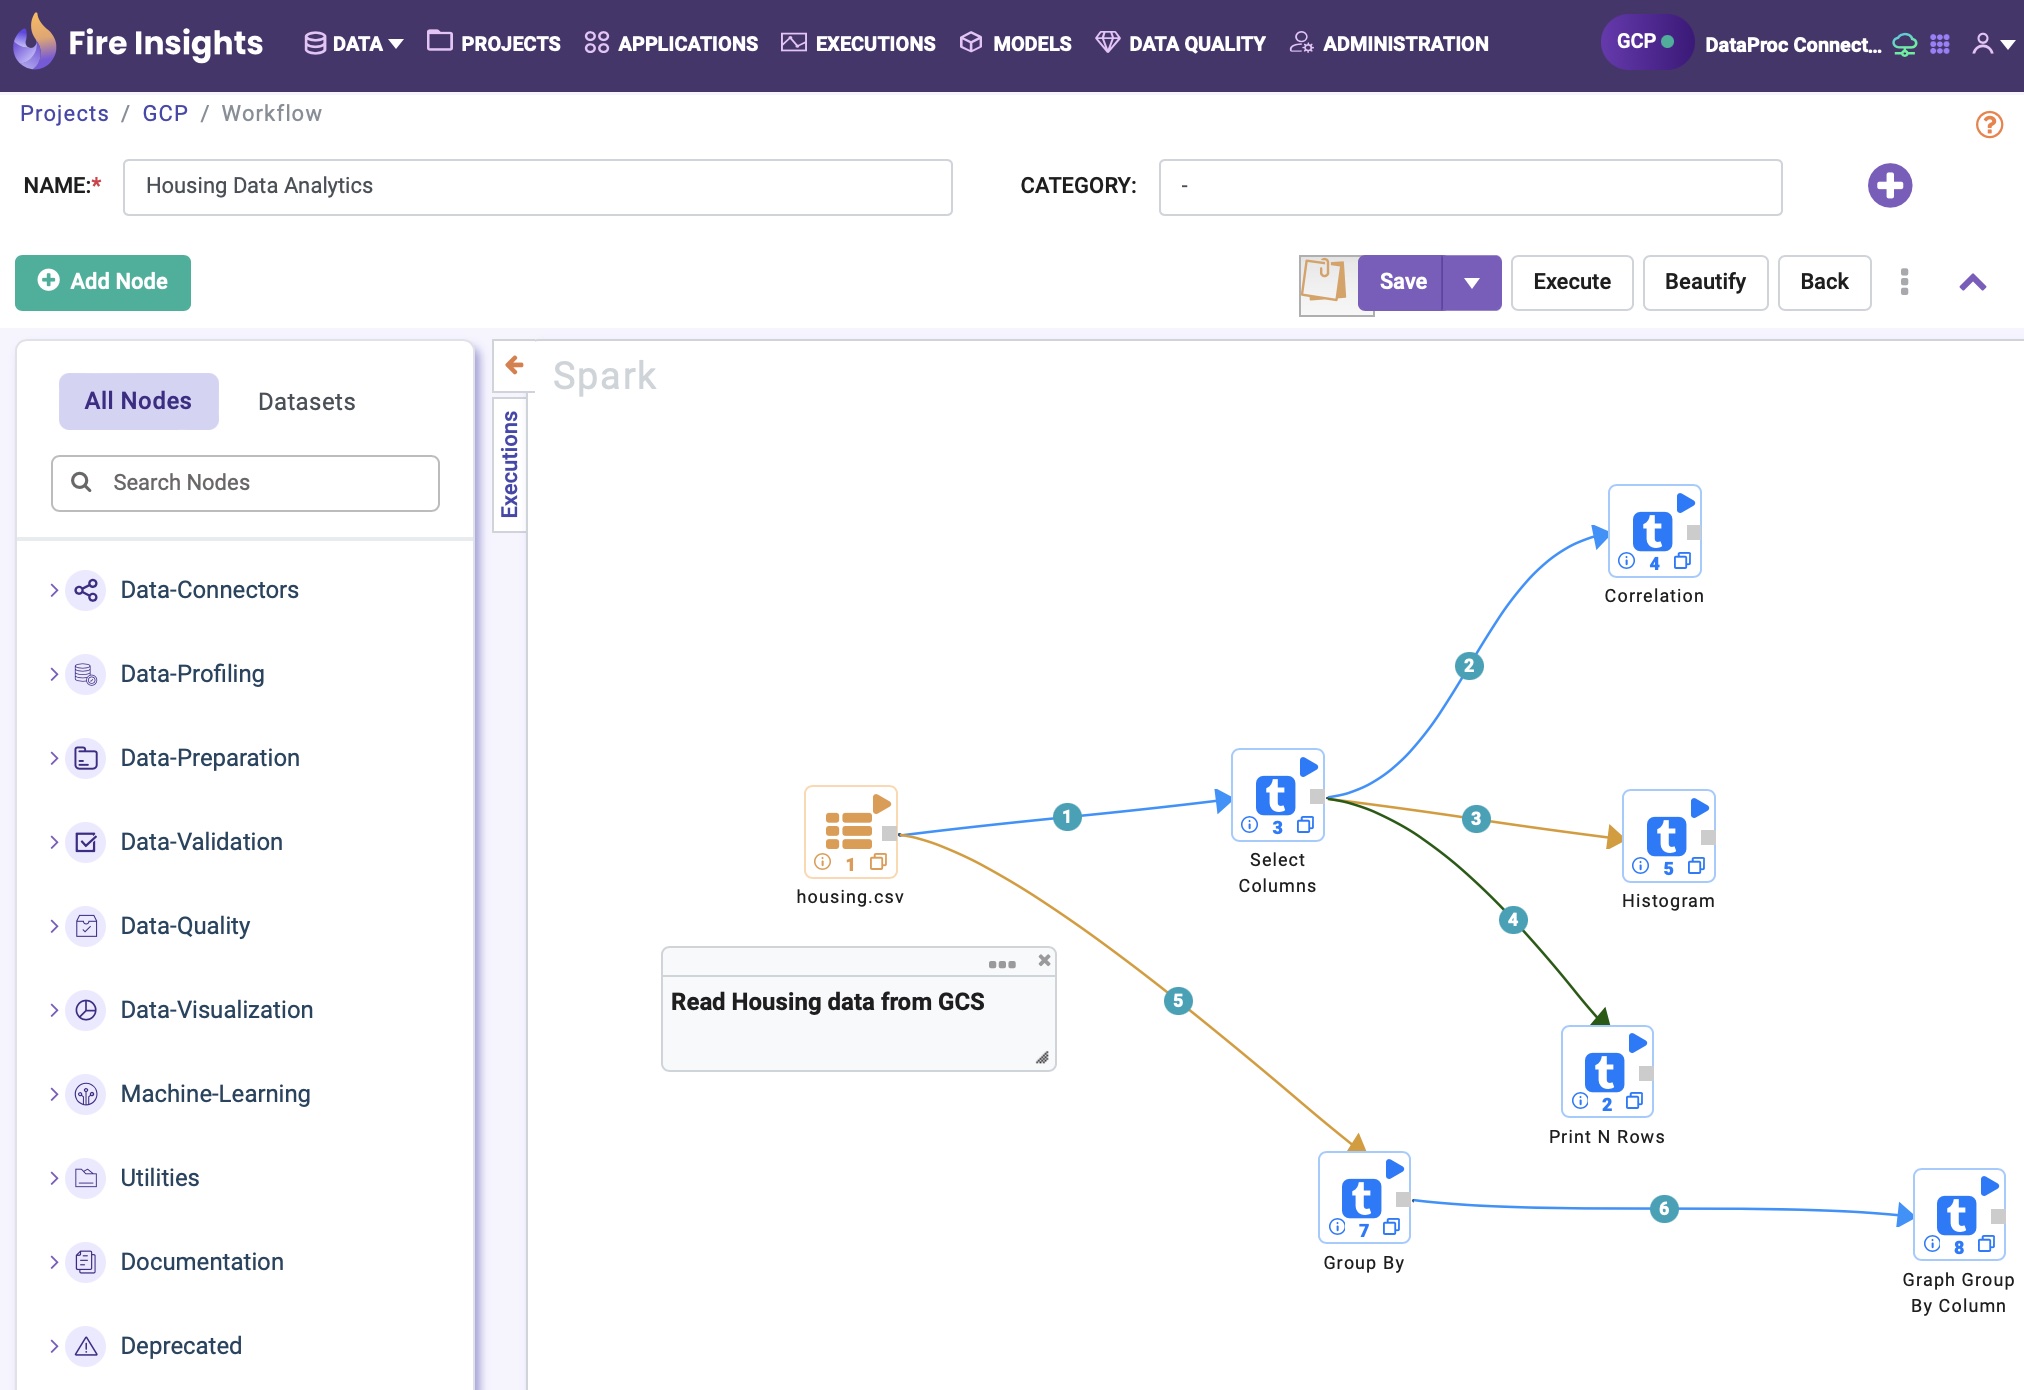 Fire Insights
DATA
PROJECTS
APPLICATIONS
EXECUTIONS
MODELS
DATA QUALITY
ADMINISTRATION
GCP
DataProc Connect...
Projects / GCP / Workflow
NAME:*
Housing Data Analytics
CATEGORY:
-
Add Node
Save
Execute
Beautify
Back
All Nodes
Datasets
Search Nodes
Data-Connectors
Data-Profiling
Data-Preparation
Data-Validation
Data-Quality
Data-Visualization
Machine-Learning
Utilities
Documentation
Deprecated
Executions
Spark
4
Correlation
2
1
housing.csv
1
3
Select
Columns
3
5
Histogram
4
Read Housing data from GCS
5
2
Print N Rows
7
Group By
6
8
Graph Group
By Column